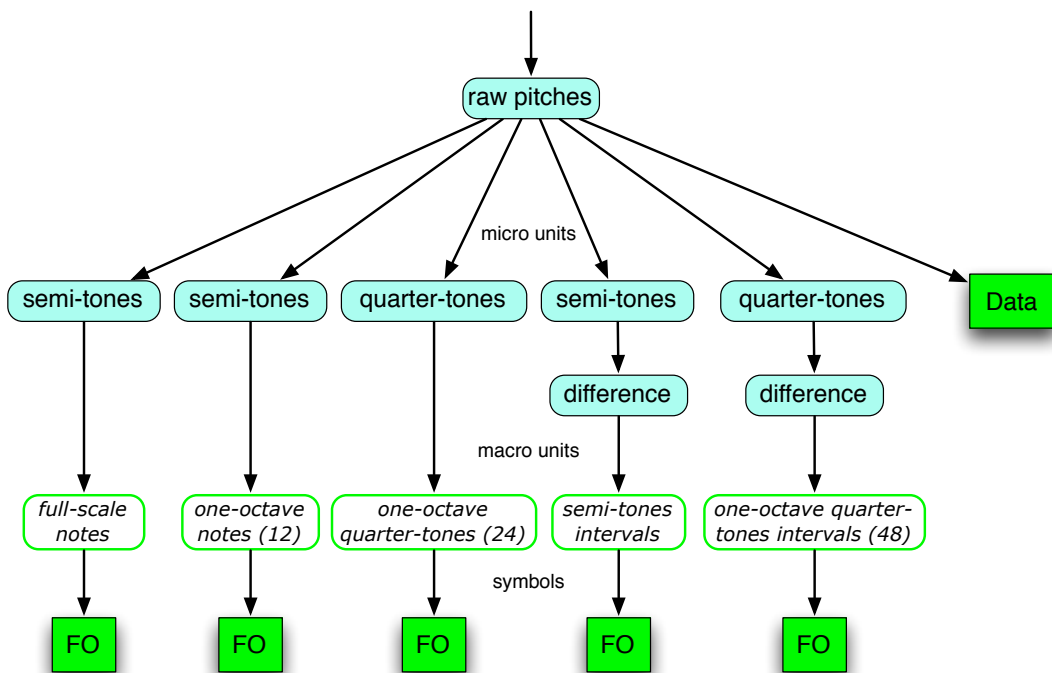 raw pitches
micro units
semi-tones
semi-tones
quarter-tones
semi-tones
quarter-tones
Data
difference
difference
macro units
full-scale
notes
one-octave
notes (12)
one-octave
quarter-tones (24)
semi-tones
intervals
one-octave quarter-
tones intervals (48)
symbols
FO
FO
FO
FO
FO